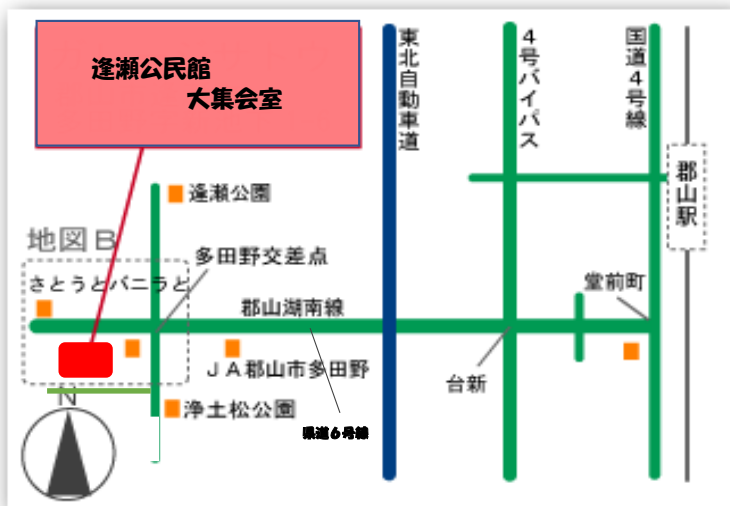 逢瀬公民館
大集会室
東北自動車道
4号バイパス
国道4号線
郡山駅
逢瀬公園
地図B
多田野交差点
さとうとバニラと
郡山湖南線
堂前町
JA郡山市多田野
台新
浄土松公園
県道6号線
N